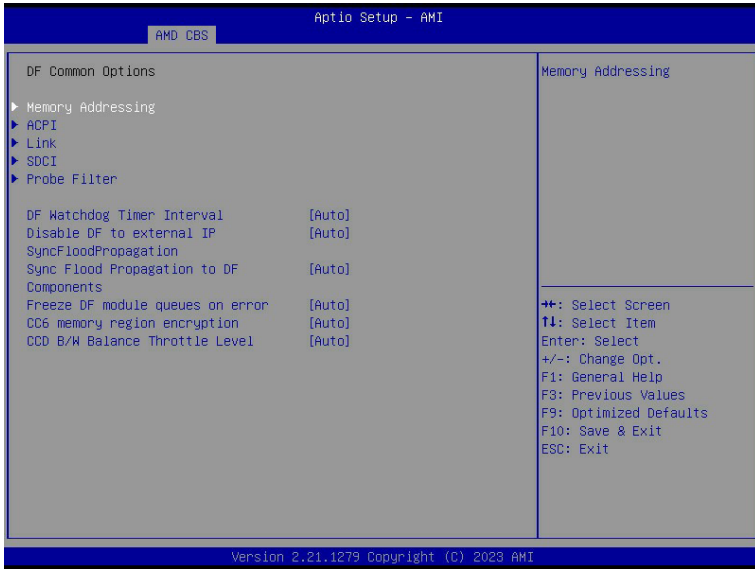 Aptio Setup – AMI
AMD CBS
DF Common Options
Memory Addressing
ACPI
Link
SDCI
Probe Filter
DF Watchdog Timer Interval [Auto]
Disable DF to external IP [Auto]
SyncFloodPropagation
Sync Flood Propagation to DF [Auto]
Components
Freeze DF module queues on error [Auto]
CC6 memory region encryption [Auto]
CCD B/W Balance Throttle Level [Auto]
Memory Addressing
→←: Select Screen
↑↓: Select Item
Enter: Select
+/-: Change Opt.
F1: General Help
F3: Previous Values
F9: Optimized Defaults
F10: Save & Exit
ESC: Exit
Version 2.21.1279 Copyright (C) 2023 AMI